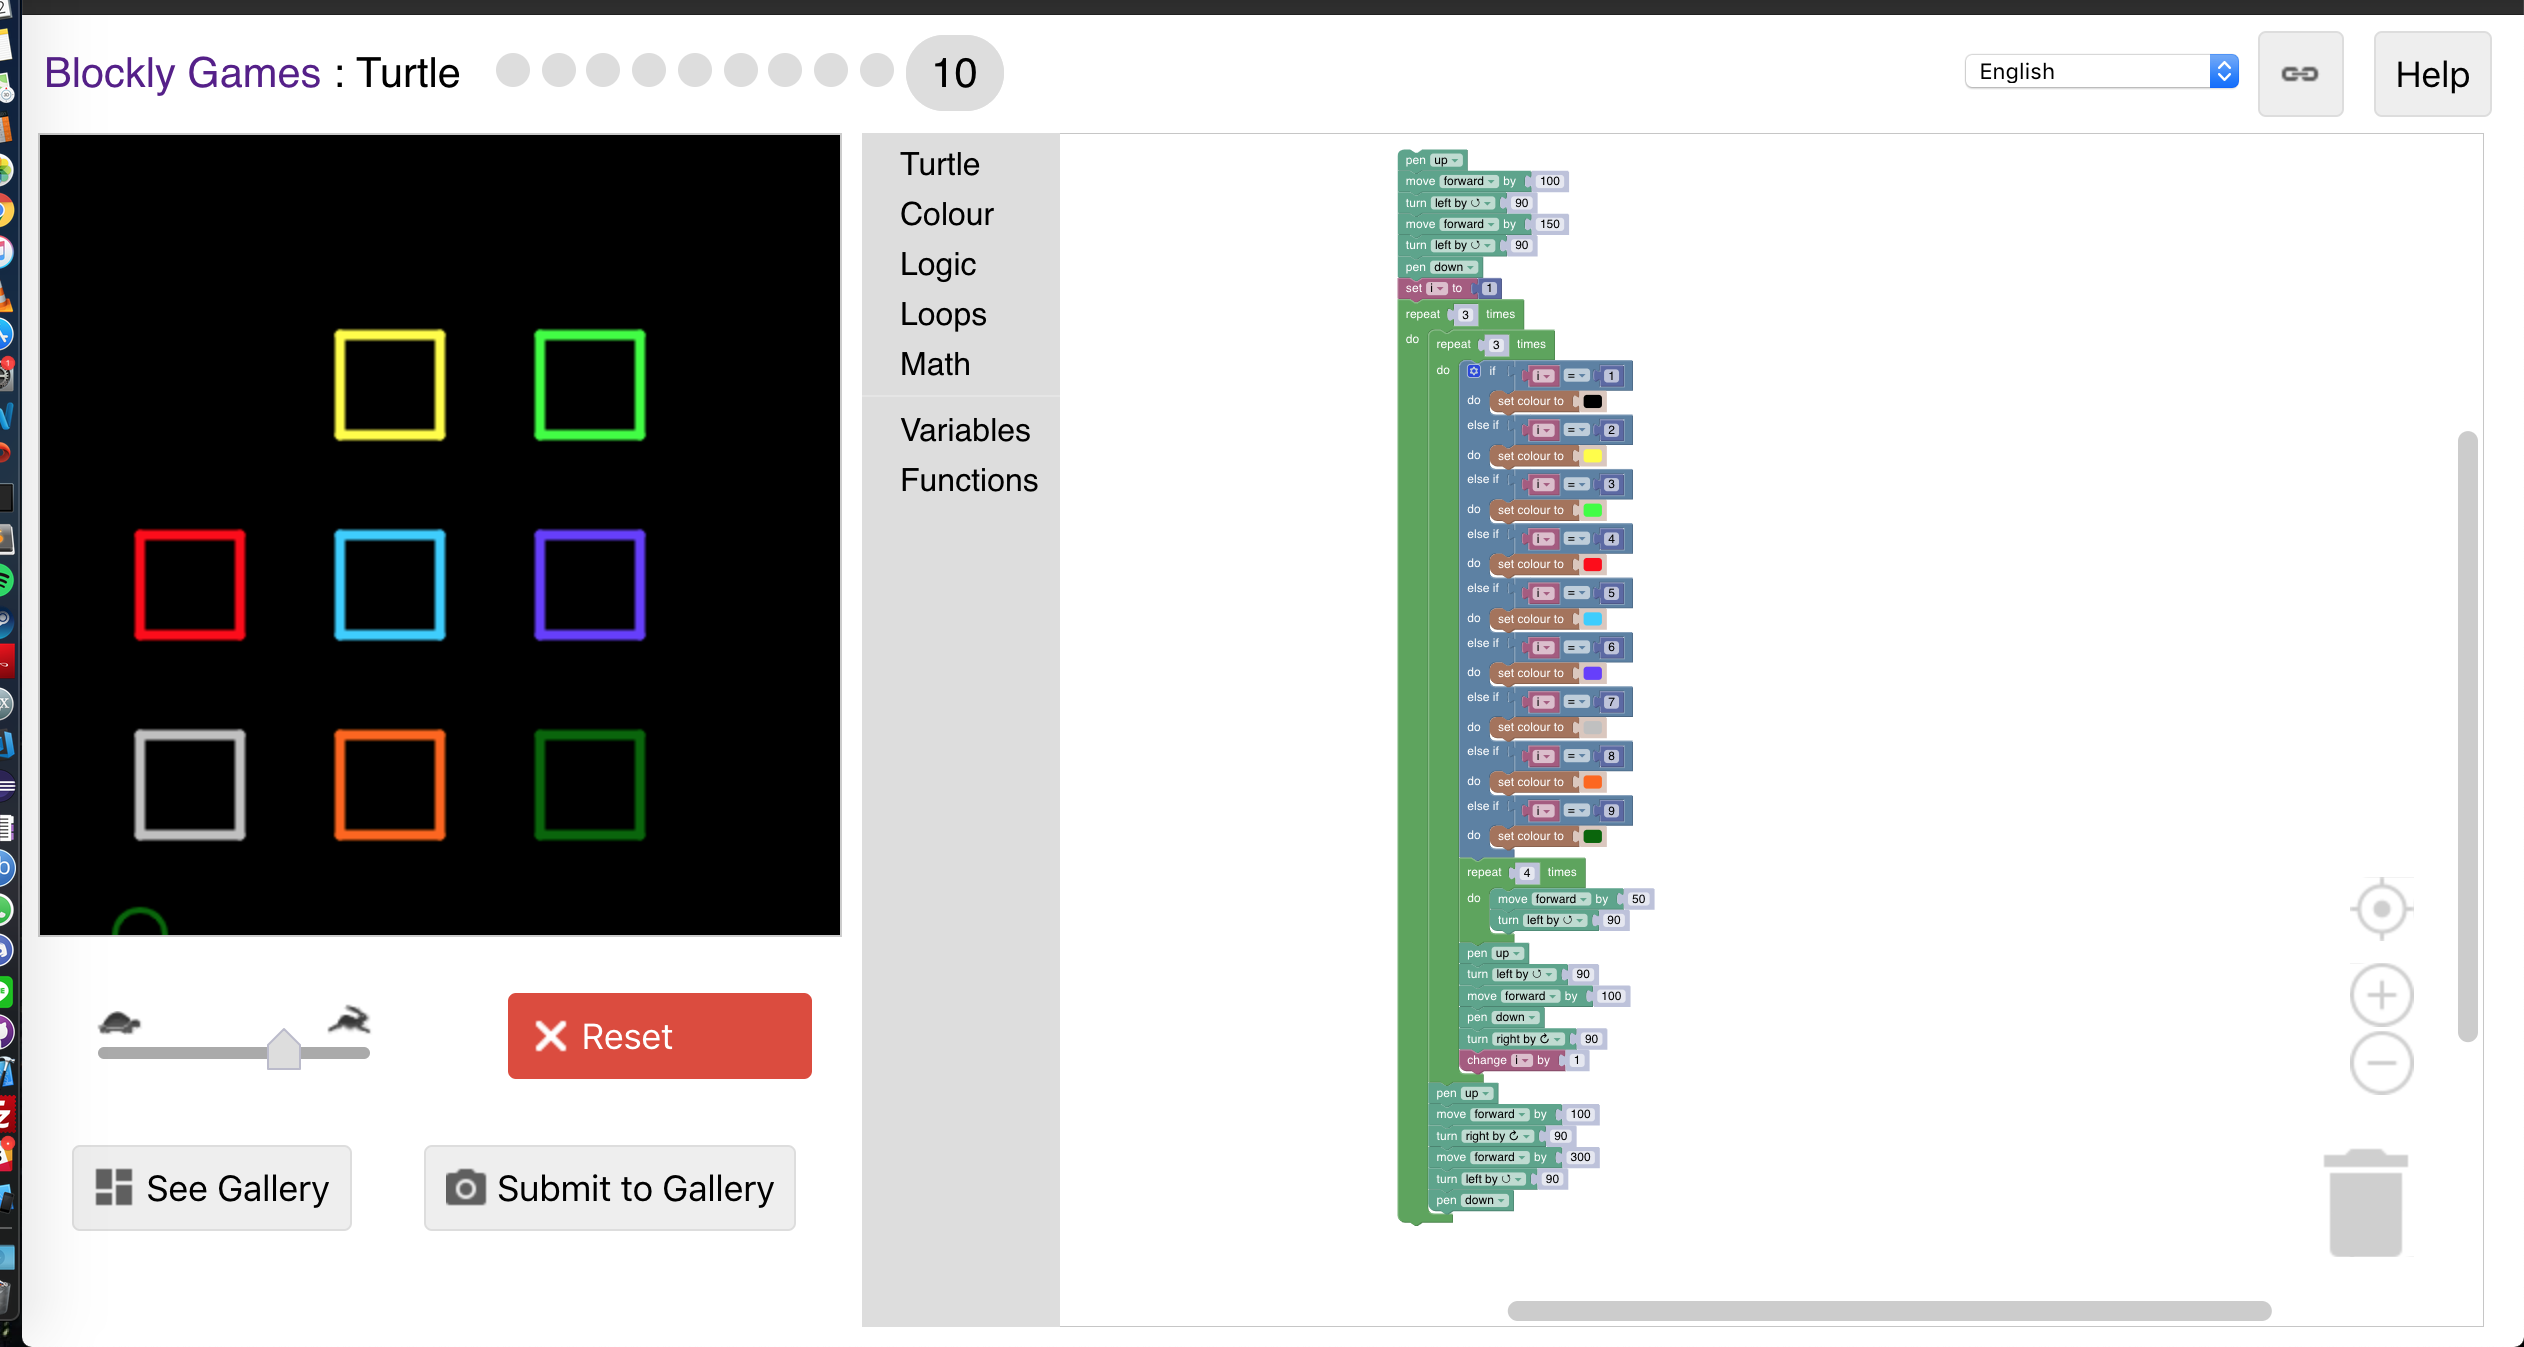 Blockly Games : Turtle
10
English
Help
Turtle
Colour
Logic
Loops
Math
Variables
Functions
pen up
move forward by 100
turn left by ↺ 90
move forward by 150
turn left by ↺ 90
pen down
set i to 1
repeat 3 times
do repeat 3 times
do if i = 1
do set colour to
else if i = 2
do set colour to
else if i = 3
do set colour to
else if i = 4
do set colour to
else if i = 5
do set colour to
else if i = 6
do set colour to
else if i = 7
do set colour to
else if i = 8
do set colour to
else if i = 9
do set colour to
repeat 4 times
do move forward by 50
turn left by ↺ 90
pen up
turn left by ↺ 90
move forward by 100
pen down
turn right by ↻ 90
change i by 1
pen up
move forward by 100
turn right by ↻ 90
move forward by 300
turn left by ↺ 90
pen down
Reset
See Gallery
Submit to Gallery